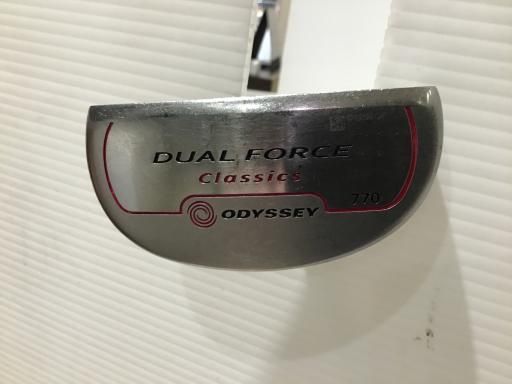 DUAL FORCE
Classics
770
ODYSSEY